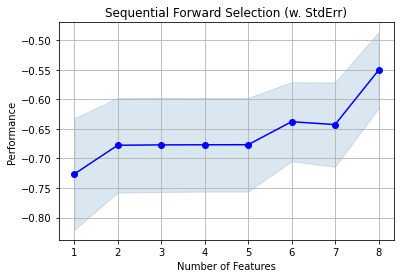 Sequential Forward Selection (w. StdErr)
Performance
−0.50
−0.55
−0.60
−0.65
−0.70
−0.75
−0.80
1 2 3 4 5 6 7 8
Number of Features